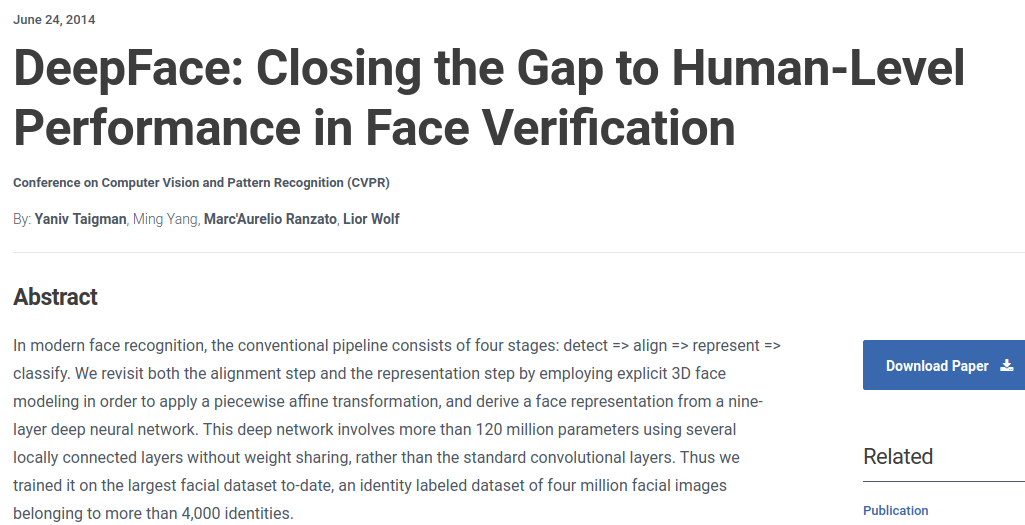 June 24, 2014
DeepFace: Closing the Gap to Human-Level
Performance in Face Verification
Conference on Computer Vision and Pattern Recognition (CVPR)
By: Yaniv Taigman, Ming Yang, Marc'Aurelio Ranzato, Lior Wolf
Abstract
In modern face recognition, the conventional pipeline consists of four stages: detect => align => represent =>
classify. We revisit both the alignment step and the representation step by employing explicit 3D face
modeling in order to apply a piecewise affine transformation, and derive a face representation from a nine-
layer deep neural network. This deep network involves more than 120 million parameters using several
locally connected layers without weight sharing, rather than the standard convolutional layers. Thus we
trained it on the largest facial dataset to-date, an identity labeled dataset of four million facial images
belonging to more than 4,000 identities.
Download Paper
Related
Publication